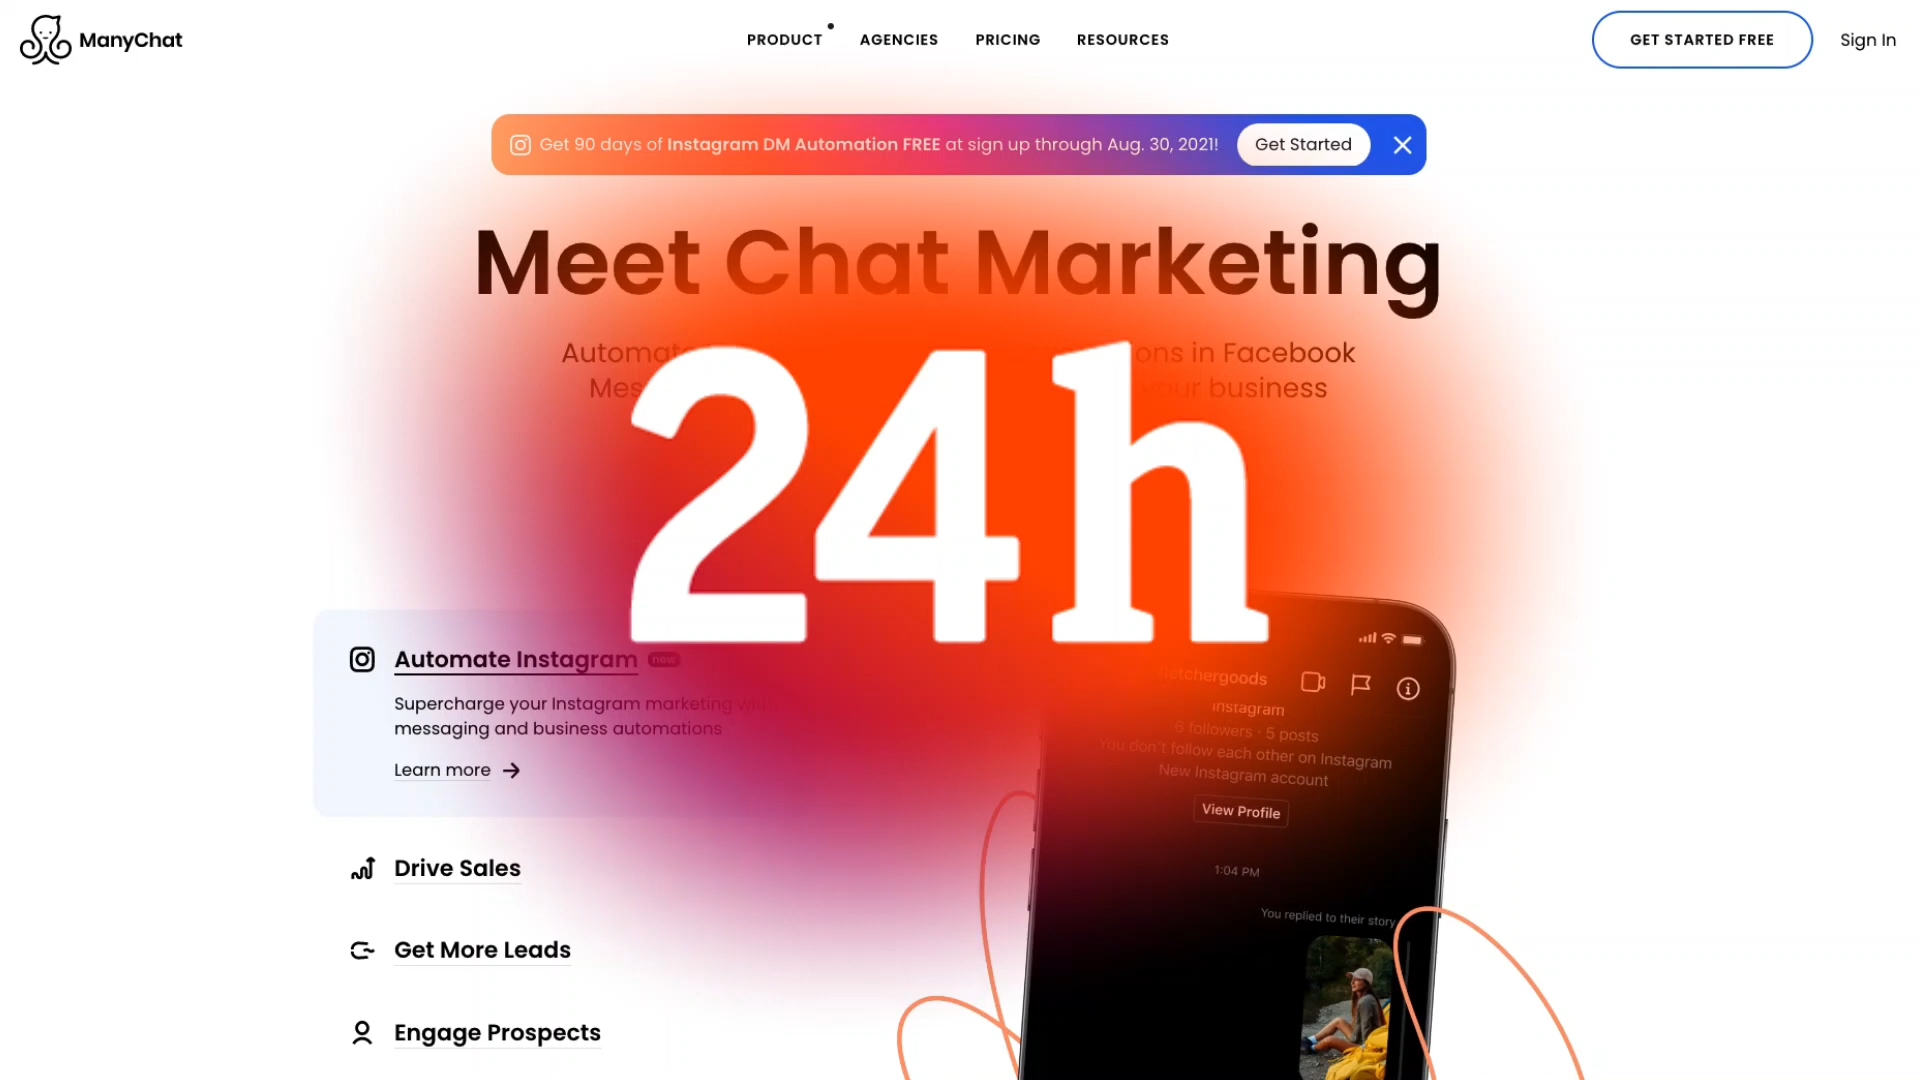 ManyChat
PRODUCT
AGENCIES
PRICING
RESOURCES
GET STARTED FREE
Sign In
Get 90 days of Instagram DM Automation FREE at sign up through Aug. 30, 2021!
Get Started
Meet Chat Marketing
Automate ons in Facebook
your business
24h
Automate Instagram new
Supercharge your Instagram marketing with
messaging and business automations
Learn more
Drive Sales
Get More Leads
Engage Prospects
fletchergoods
Instagram
6 followers · 5 posts
You don't follow each other on Instagram
New Instagram account
View Profile
1:04 PM
You replied to their story